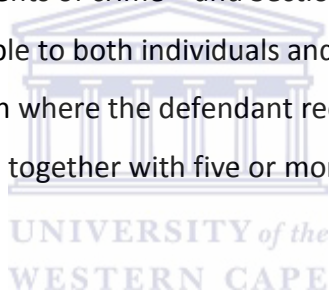 ents of crime” and Section
ble to both individuals and
n where the defendant re
together with five or mor
UNIVERSITY of the
WESTERN CAPE